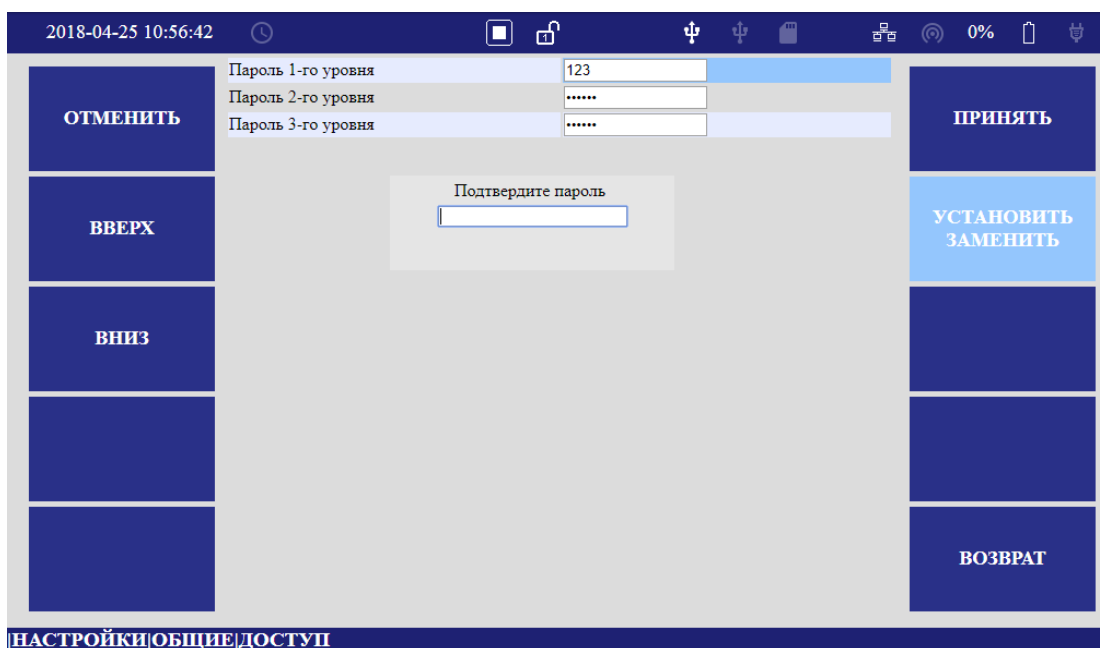 2018-04-25 10:56:42
1
0%
ОТМЕНИТЬ
ВВЕРХ
ВНИЗ
Пароль 1-го уровня 123
Пароль 2-го уровня ••••••
Пароль 3-го уровня ••••••
Подтвердите пароль
ПРИНЯТЬ
УСТАНОВИТЬ
ЗАМЕНИТЬ
ВОЗВРАТ
|НАСТРОЙКИ|ОБЩИЕ|ДОСТУП